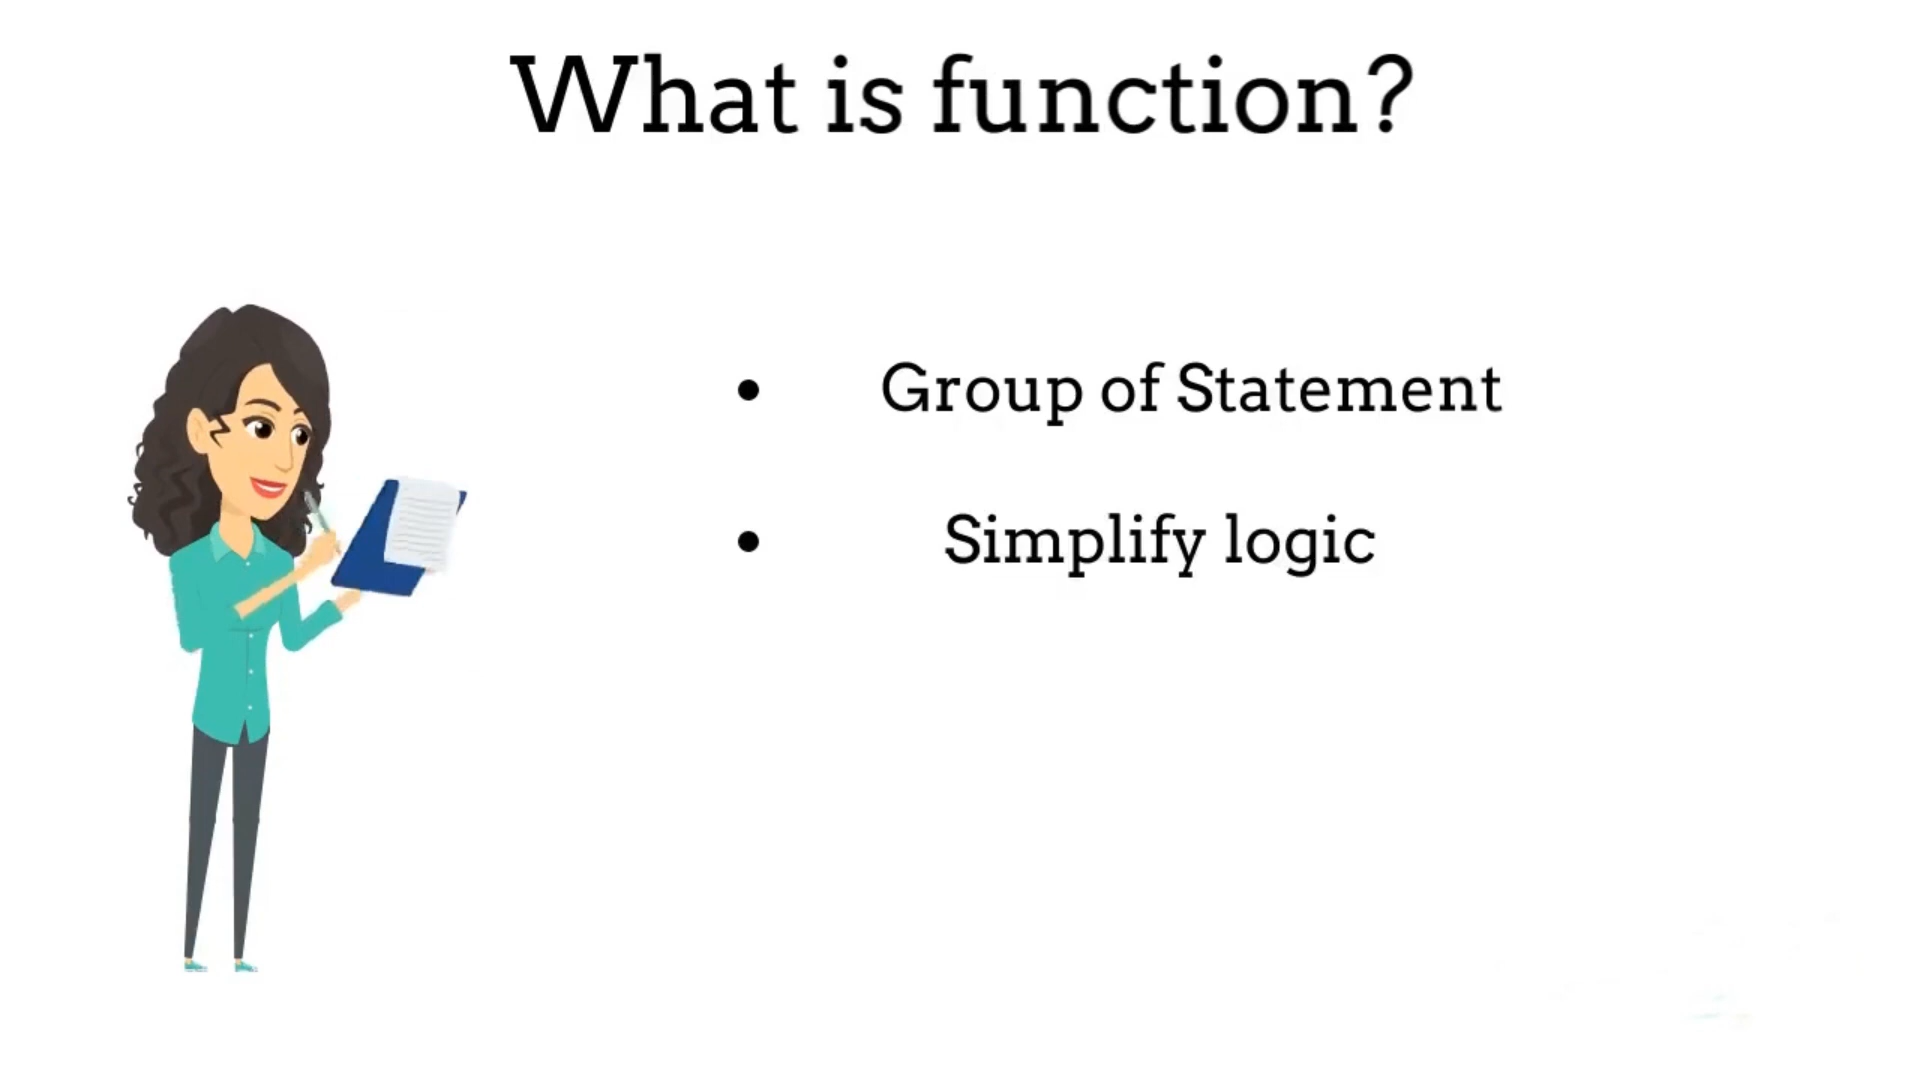 What is function?
• Group of Statement
• Simplify logic